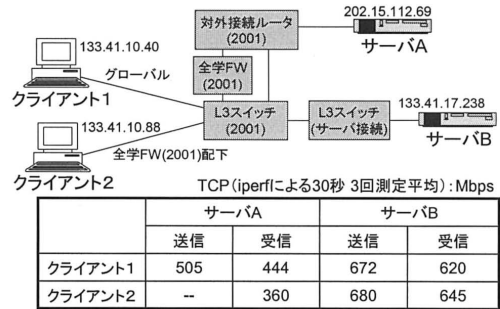 対外接続ルータ
(2001)
202.15.112.69
サーバA
133.41.10.40
グローバル
クライアント1
全学FW
(2001)
L3スイッチ
(2001)
L3スイッチ
(サーバ接続)
133.41.17.238
サーバB
133.41.10.88
全学FW(2001)配下
クライアント2
TCP(iperfによる30秒 3回測定平均):Mbps
サーバA サーバB
送信 受信 送信 受信
クライアント1 505 444 672 620
クライアント2 -- 360 680 645